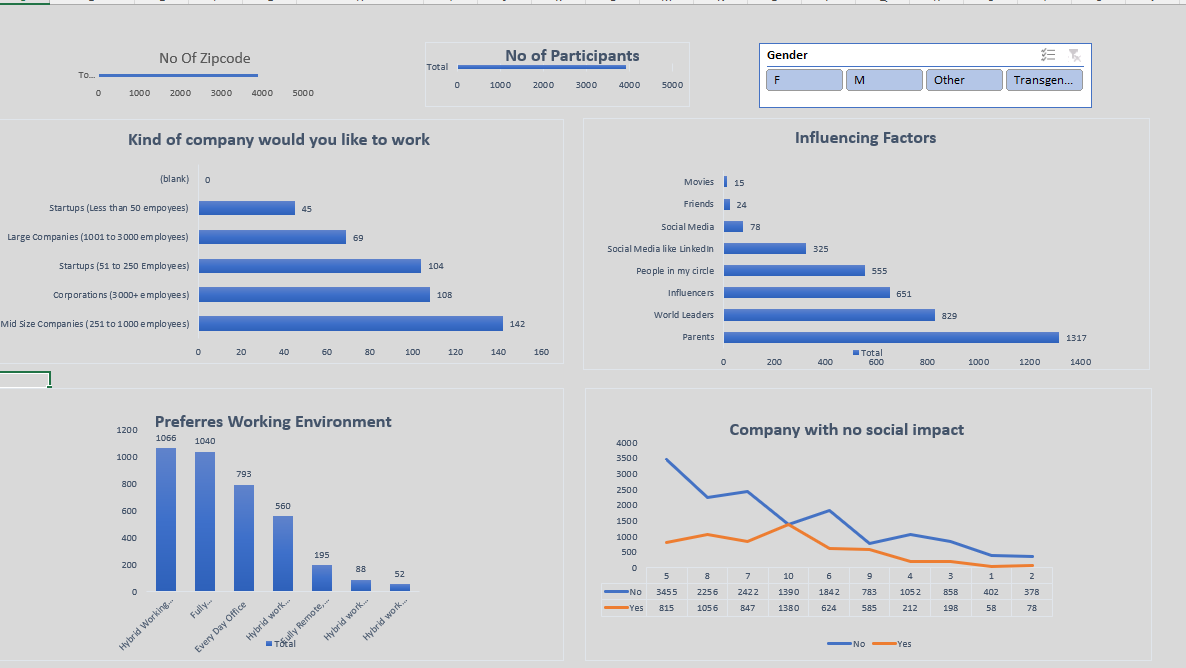 No Of Zipcode
To...
0 1000 2000 3000 4000 5000
No of Participants
Total
0 1000 2000 3000 4000 5000
Gender
F M Other Transgen...
Kind of company would you like to work
(blank) 0
Startups (Less than 50 empoyees) 45
Large Companies (1001 to 3000 employees) 69
Startups (51 to 250 Employees) 104
Corporations (3000+ employees) 108
Mid Size Companies (251 to 1000 employees) 142
0 20 40 60 80 100 120 140 160
Influencing Factors
Movies 15
Friends 24
Social Media 78
Social Media like LinkedIn 325
People in my circle 555
Influencers 651
World Leaders 829
Parents 1317
Total
0 200 400 600 800 1000 1200 1400
Preferres Working Environment
1200
1000
800
600
400
200
0
1066 1040 793 560 195 88 52
Hybrid Working...
Fully...
Every Day Office
Hybrid work...
Fully Remote,...
Hybrid work...
Hybrid work...
Total
Company with no social impact
4000
3500
3000
2500
2000
1500
1000
500
0
5 8 7 10 6 9 4 3 1 2
No 3455 2256 2422 1390 1842 783 1052 858 402 378
Yes 815 1056 847 1380 624 585 212 198 58 78
No Yes